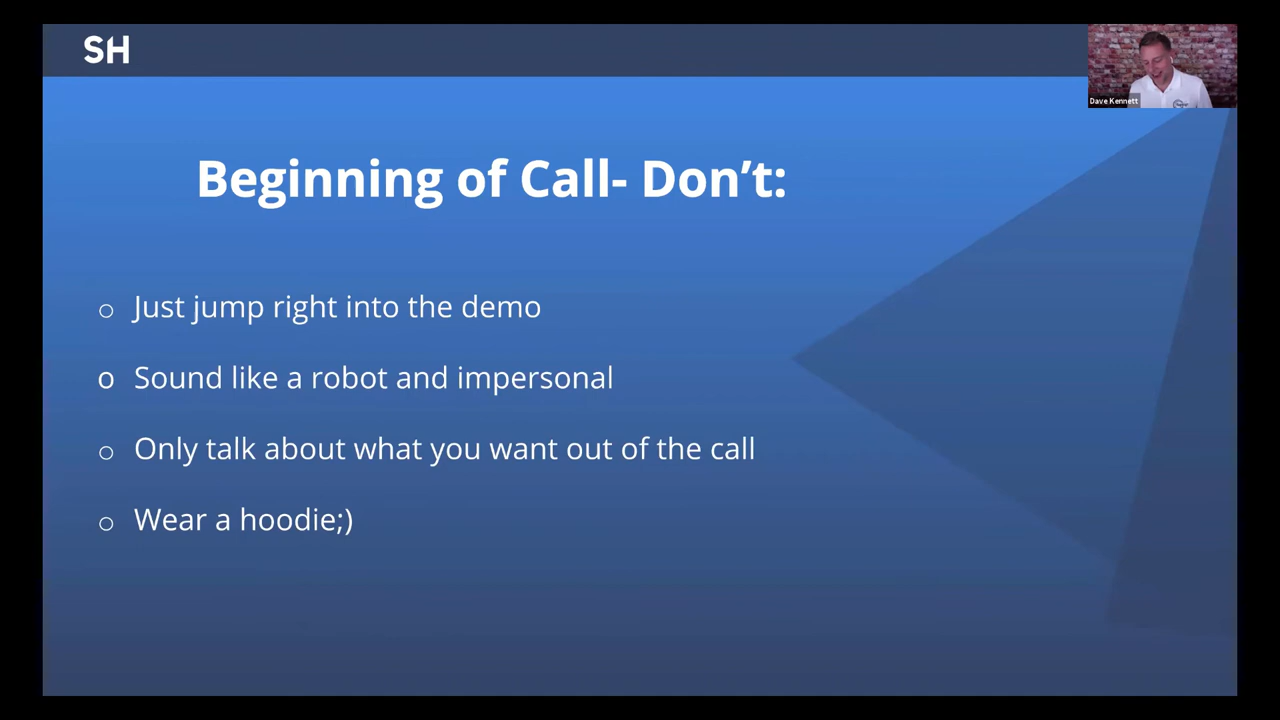 SH
Dave Kennett
Beginning of Call- Don’t:
o Just jump right into the demo
o Sound like a robot and impersonal
o Only talk about what you want out of the call
o Wear a hoodie;)